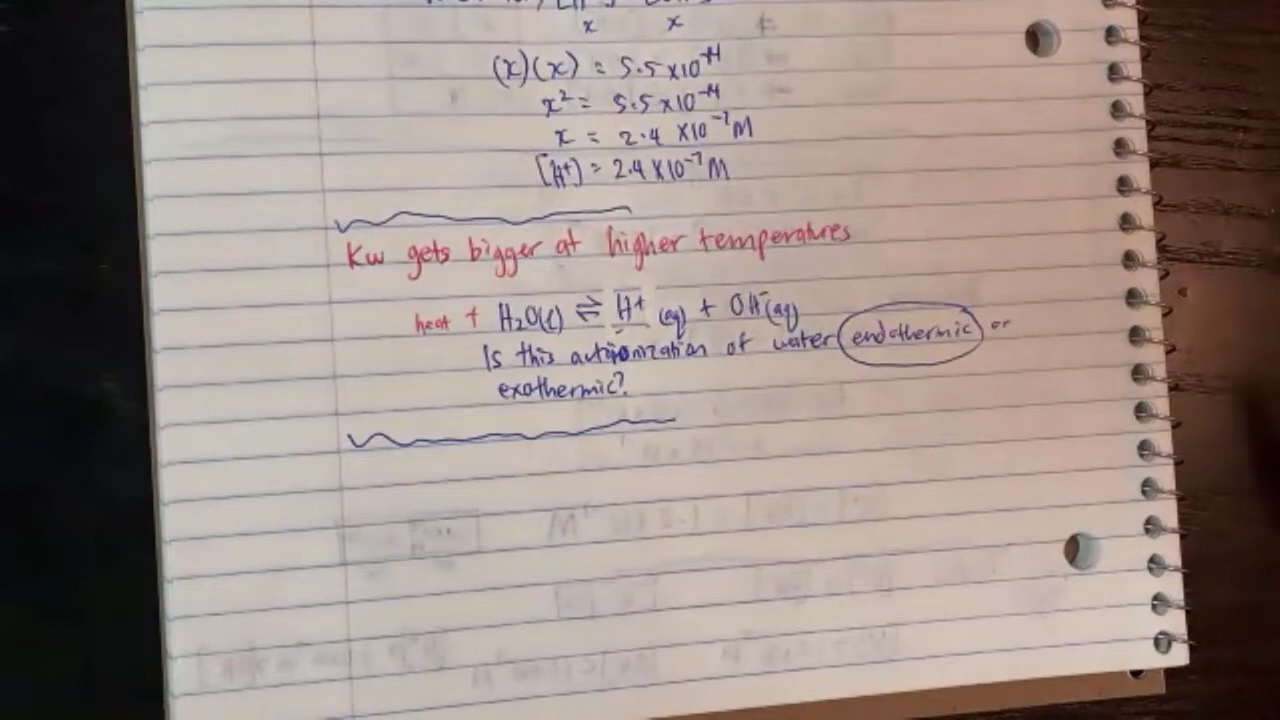 x x
(x)(x) = 5.5 x10⁻¹⁴
x² = 5.5 x10⁻¹⁴
x = 2.4 x10⁻⁷ M
[H+] = 2.4 x10⁻⁷ M
Kw gets bigger at higher temperatures
heat + H₂O(l) ⇌ H⁺ (aq) + OH⁻(aq)
Is this autoionization of water endothermic or
exothermic?